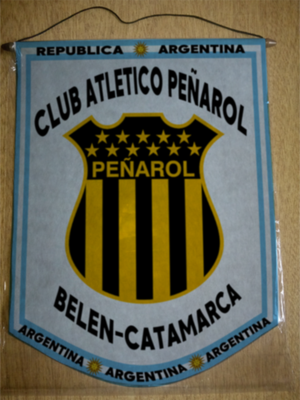 REPUBLICA ARGENTINA
CLUB ATLETICO PEÑAROL
PEÑAROL
BELEN-CATAMARCA
ARGENTINA ARGENTINA ARGENTINA